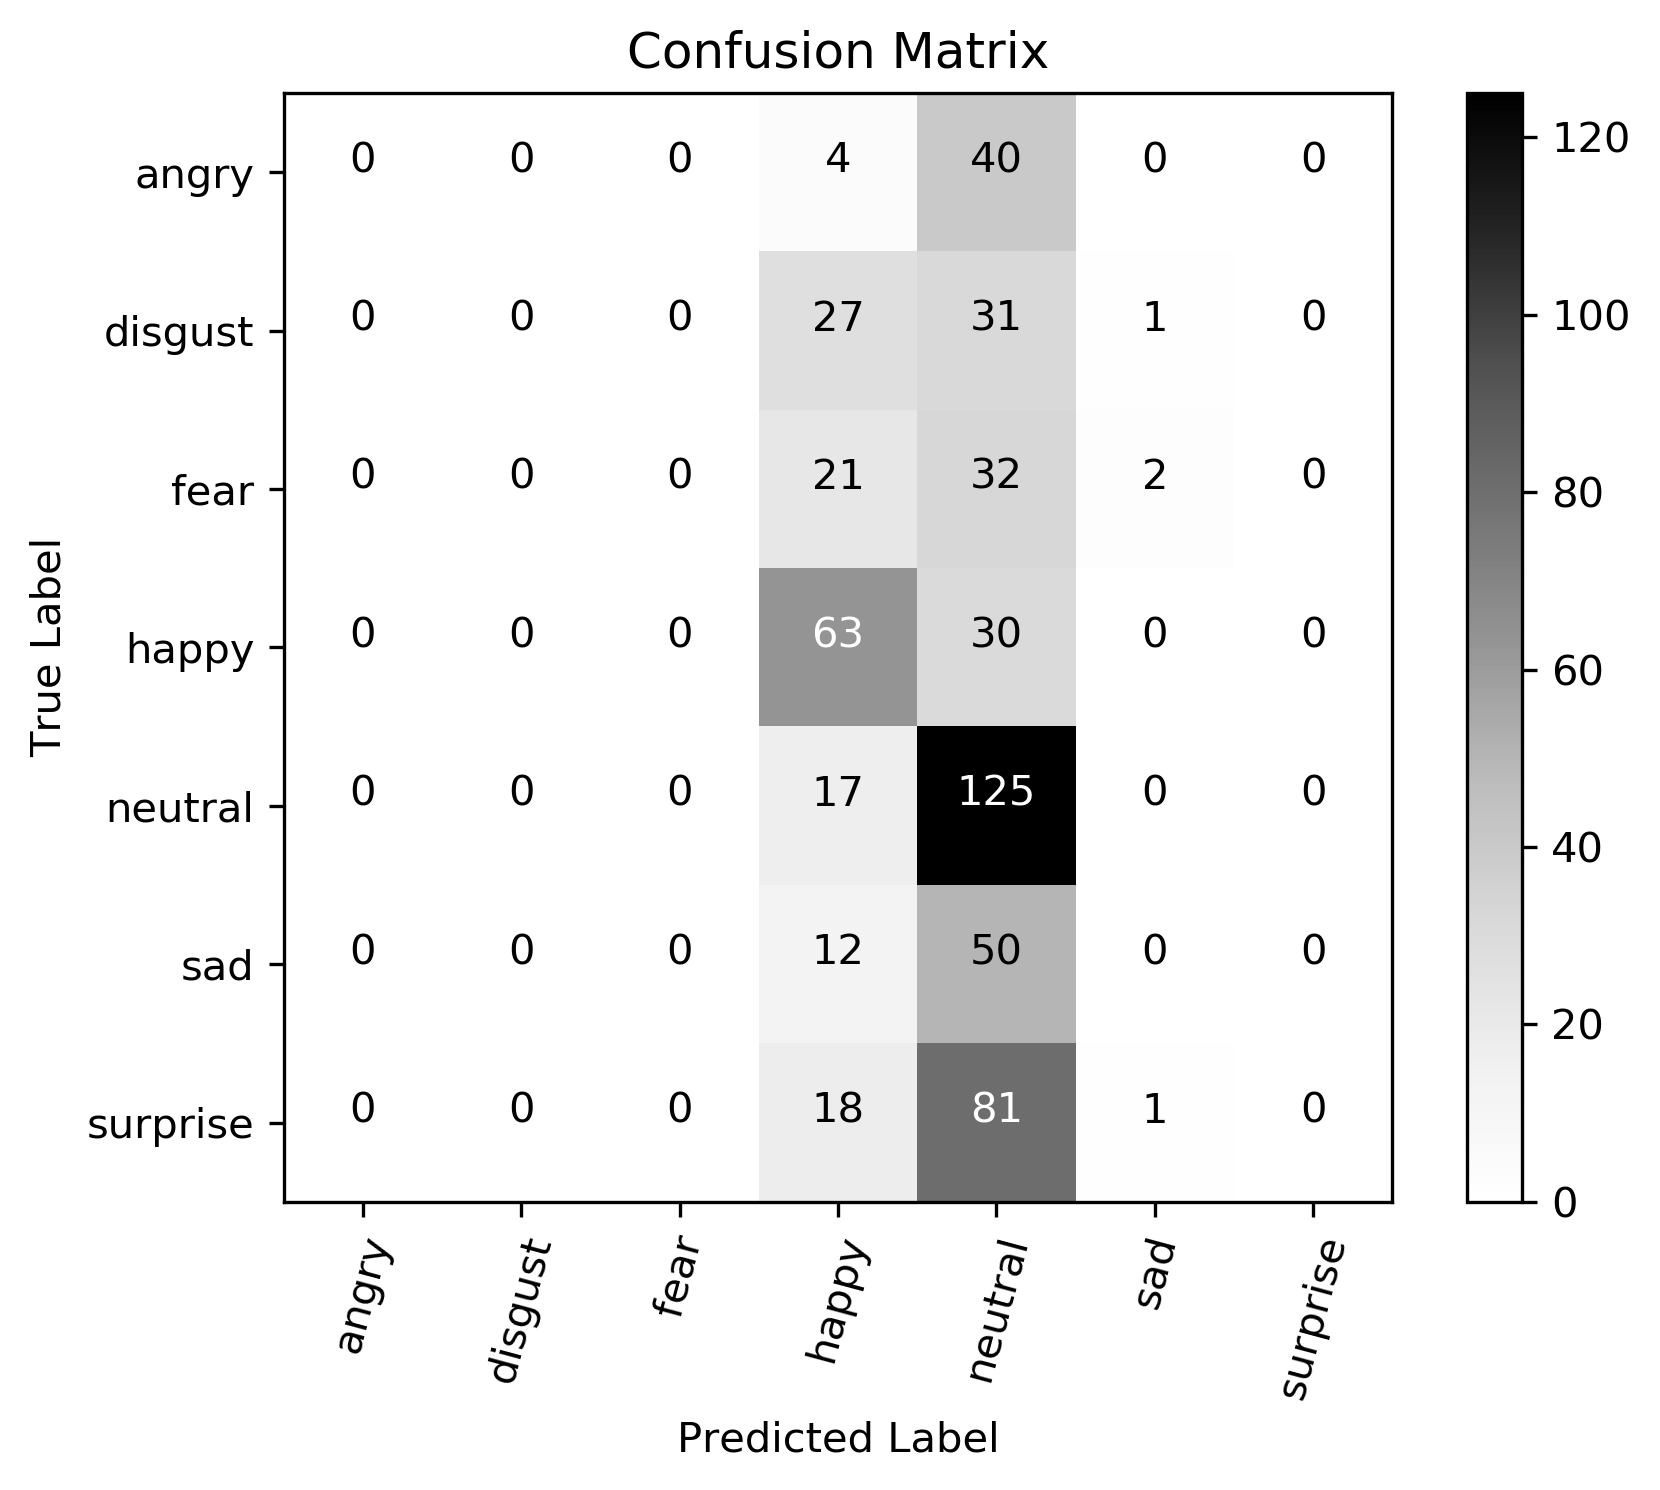 Confusion Matrix
angry 0 0 0 4 40 0 0
disgust 0 0 0 27 31 1 0
fear 0 0 0 21 32 2 0
happy 0 0 0 63 30 0 0
neutral 0 0 0 17 125 0 0
sad 0 0 0 12 50 0 0
surprise 0 0 0 18 81 1 0
angry disgust fear happy neutral sad surprise
Predicted Label
True Label
120
100
80
60
40
20
0